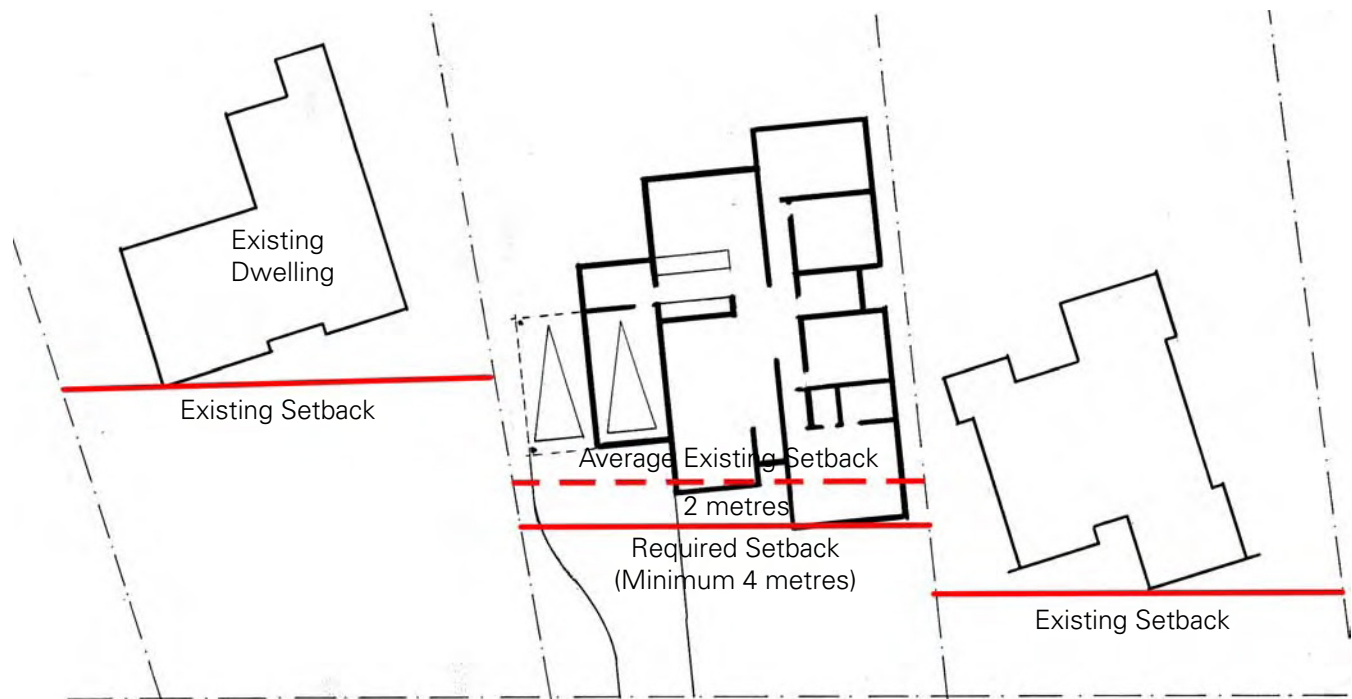 Existing
Dwelling
Existing Setback
Average Existing Setback
2 metres
Required Setback
(Minimum 4 metres)
Existing Setback